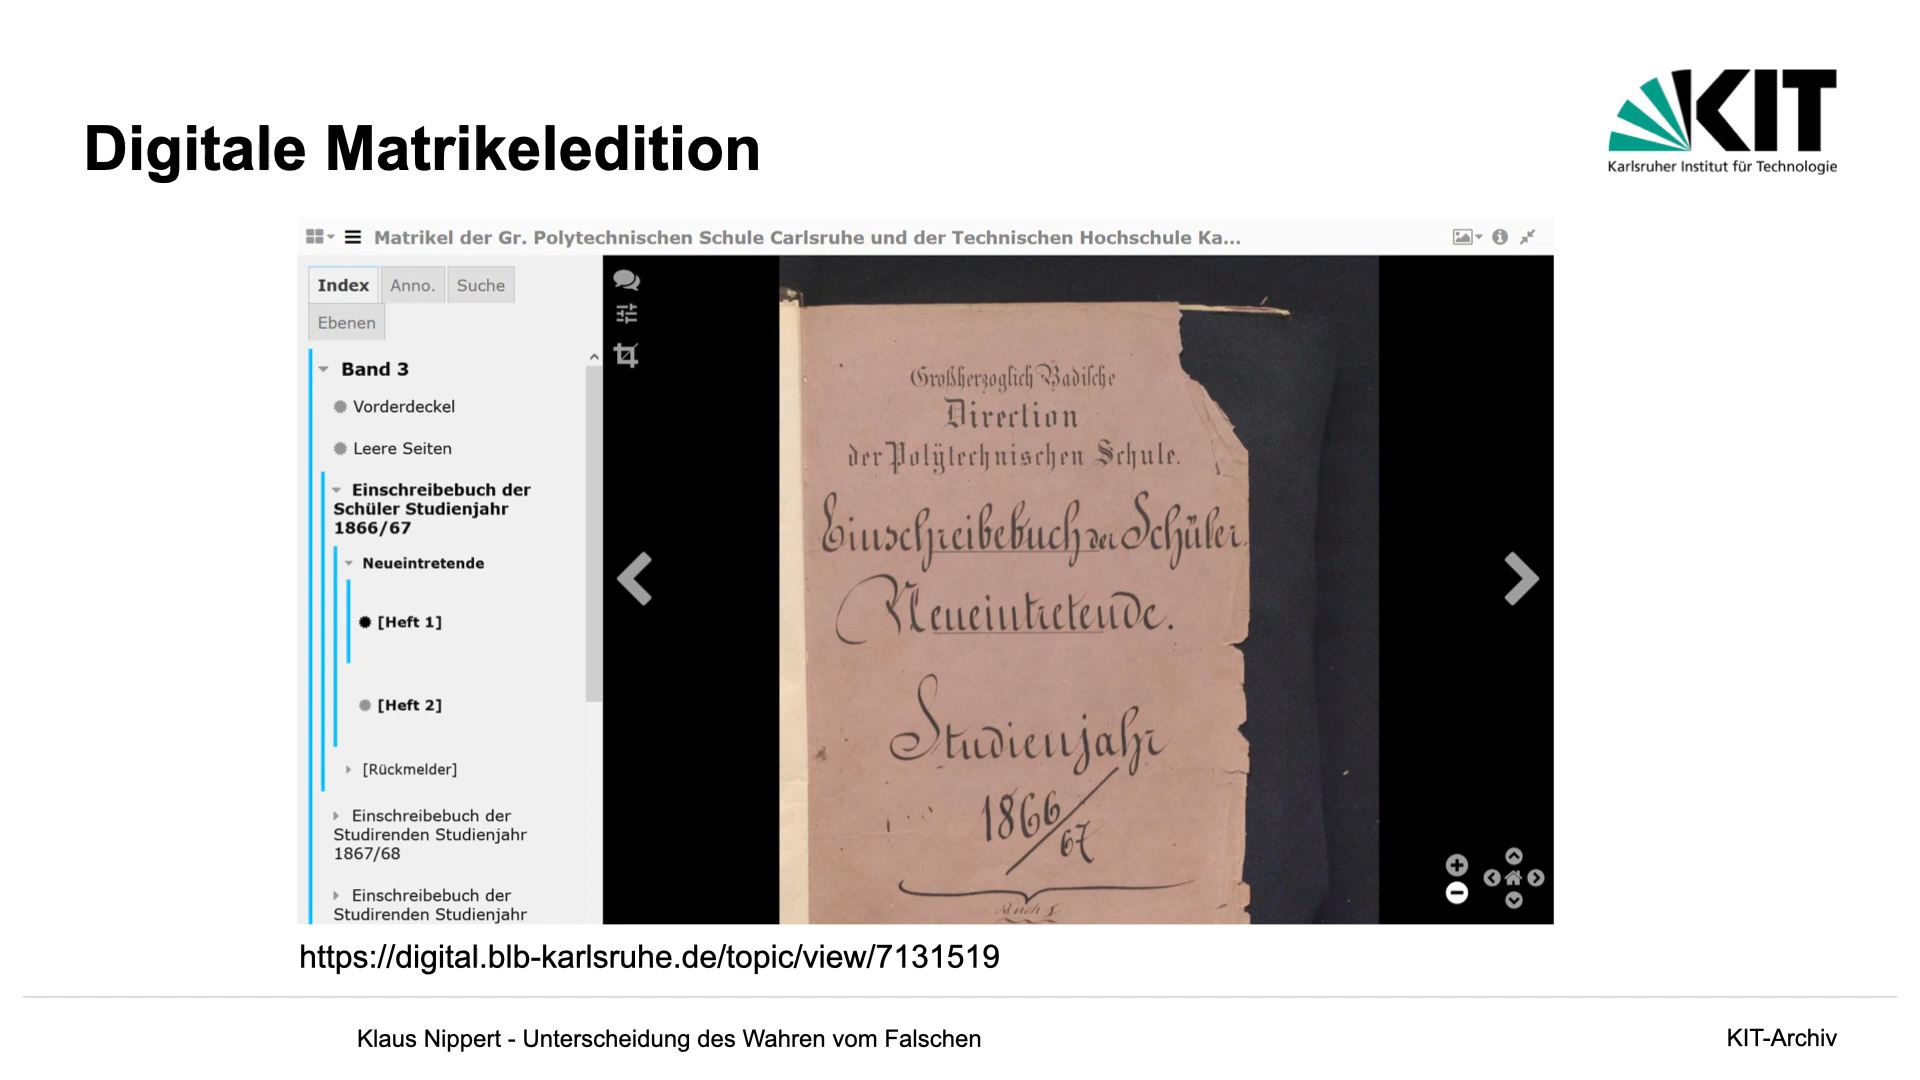 Digitale Matrikeledition
KIT
Karlsruher Institut für Technologie
Matrikel der Gr. Polytechnischen Schule Carlsruhe und der Technischen Hochschule Ka...
Index
Anno.
Suche
Ebenen
Band 3
Vorderdeckel
Leere Seiten
Einschreibebuch der
Schüler Studienjahr
1866/67
Neueintretende
[Heft 1]
[Heft 2]
[Rückmelder]
Einschreibebuch der
Studirenden Studienjahr
1867/68
Einschreibebuch der
Studirenden Studienjahr
Großherzoglich Badische
Direction
der Polÿtechnischen Schule.
Einschreibebuch der Schüler.
Neueintretende.
Studienjahr
1866/67
Buch I
https://digital.blb-karlsruhe.de/topic/view/7131519
Klaus Nippert - Unterscheidung des Wahren vom Falschen
KIT-Archiv